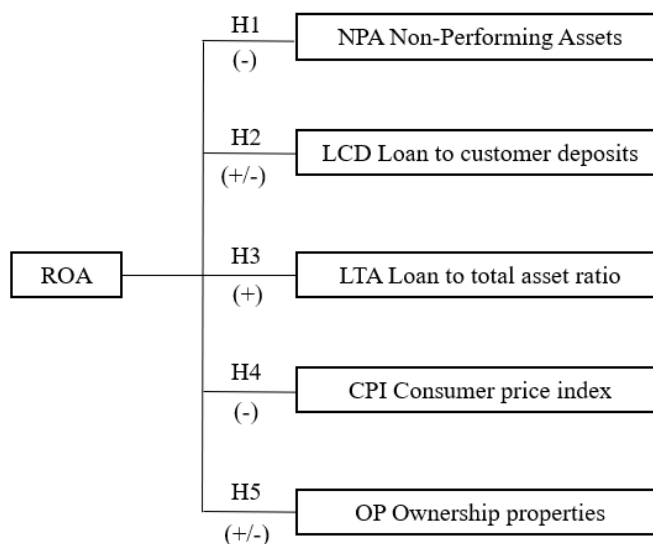 H1
(-)
NPA Non-Performing Assets
H2
(+/-)
LCD Loan to customer deposits
ROA
H3
(+)
LTA Loan to total asset ratio
H4
(-)
CPI Consumer price index
H5
(+/-)
OP Ownership properties